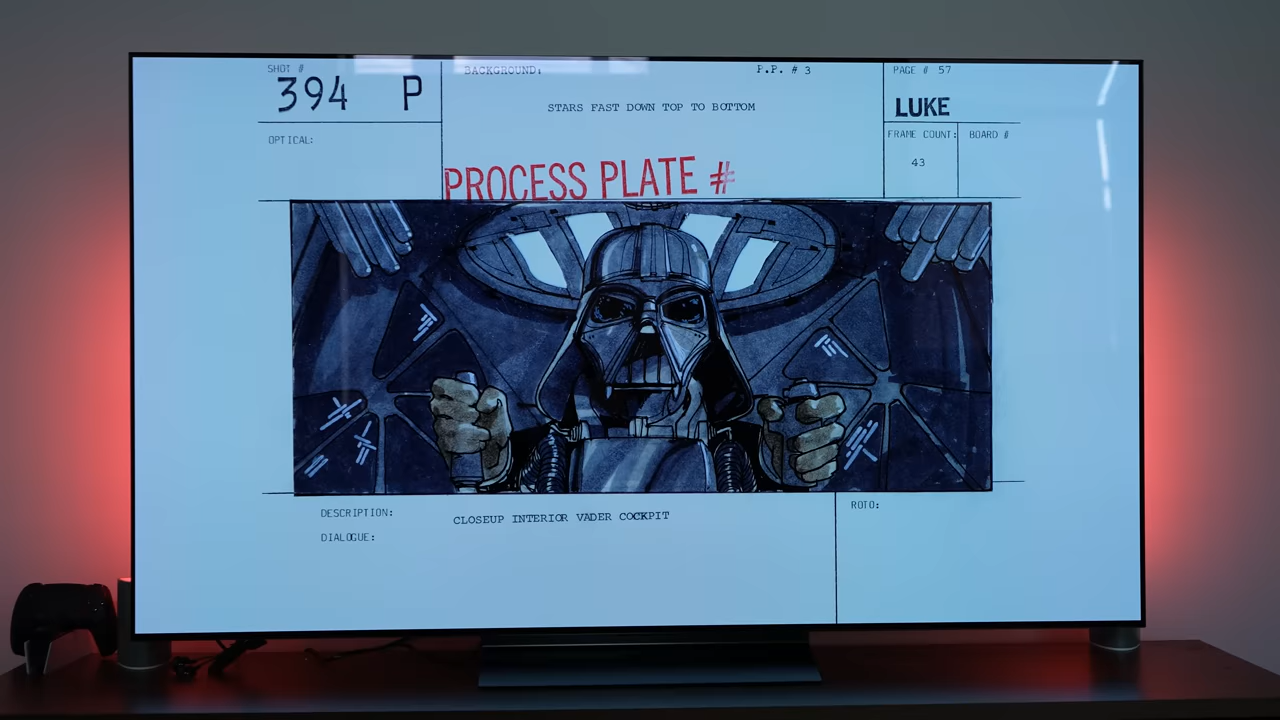 SHOT #
394 P
BACKGROUND:
P.P. # 3
STARS FAST DOWN TOP TO BOTTOM
PAGE # 57
LUKE
OPTICAL:
FRAME COUNT:
43
BOARD #
PROCESS PLATE #
DESCRIPTION:
CLOSEUP INTERIOR VADER COCKPIT
DIALOGUE:
ROTO: